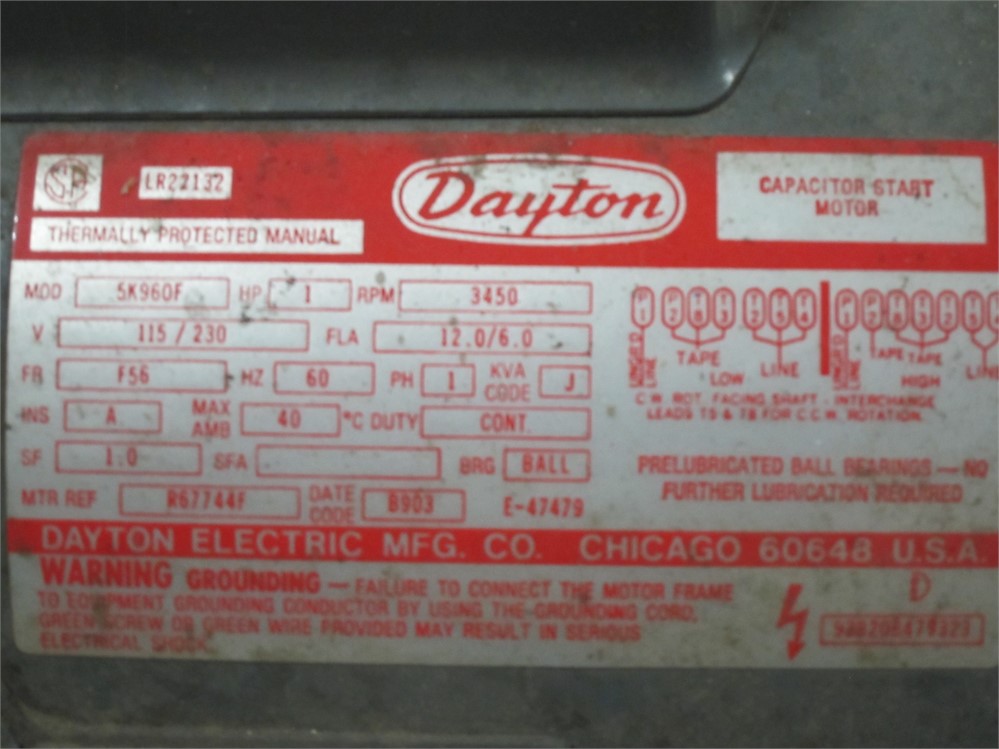 LR22132
Dayton
CAPACITOR START
MOTOR
THERMALLY PROTECTED MANUAL
MOD 5K960F HP 1 RPM 3450
V 115 / 230 FLA 12.0/6.0
FR F56 HZ 60 PH 1 KVA CODE J
INS A MAX AMB 40 °C DUTY CONT.
SF 1.0 SFA BRG BALL
MTR REF R67744F DATE CODE B903 E-47479
TAPE LINE TAPE TAPE
LOW HIGH
C.W. ROT. FACING SHAFT - INTERCHANGE
LEADS T5 & T8 FOR C.C.W. ROTATION.
PRELUBRICATED BALL BEARINGS — NO
FURTHER LUBRICATION REQUIRED
DAYTON ELECTRIC MFG. CO. CHICAGO 60648 U.S.A.
WARNING GROUNDING — FAILURE TO CONNECT THE MOTOR FRAME
TO EQUIPMENT GROUNDING CONDUCTOR BY USING THE GROUNDING CORD,
GREEN SCREW OR GREEN WIRE PROVIDED MAY RESULT IN SERIOUS
ELECTRICAL SHOCK.
D